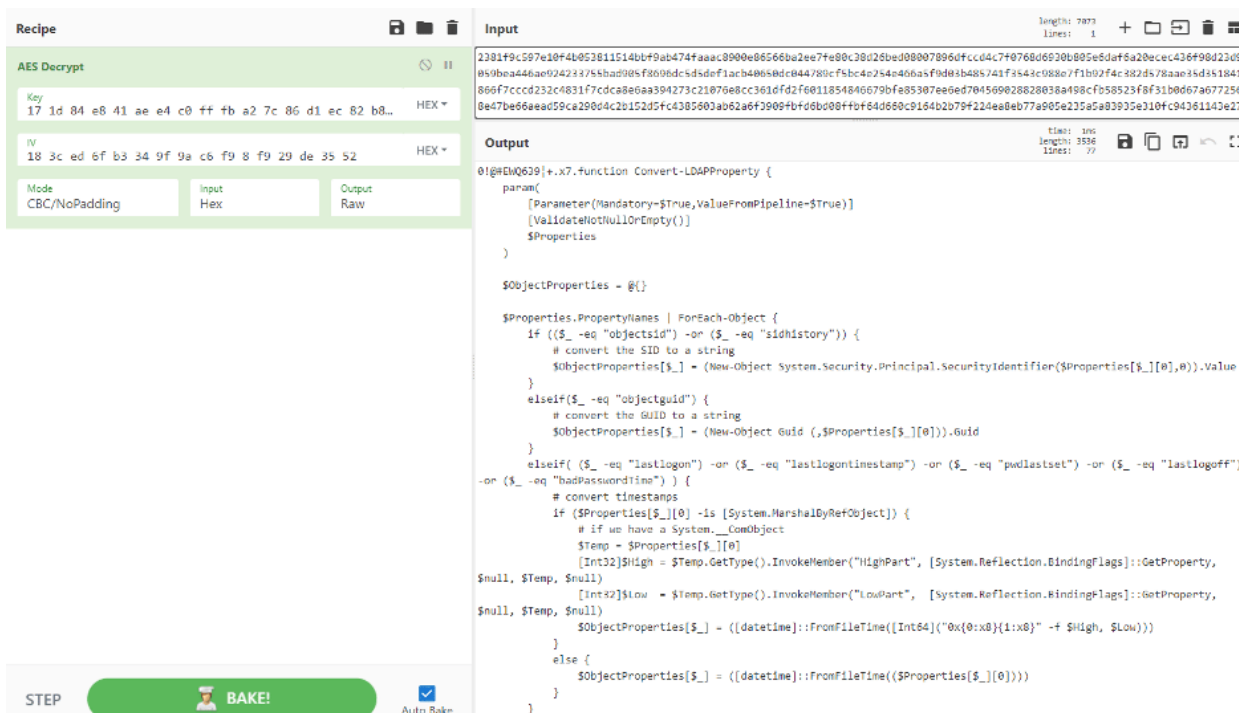 Recipe
AES Decrypt
Key
17 1d 84 e8 41 ae e4 c0 ff fb a2 7c 86 d1 ec 82 b8…
HEX
IV
18 3c ed 6f b3 34 9f 9a c6 f9 8 f9 29 de 35 52
HEX
Mode
CBC/NoPadding
Input
Hex
Output
Raw
STEP
BAKE!
Auto Bake
Input
length: 7073
lines: 1
Output
time: 1ms
length: 3536
lines: 77
0!@#EWQ639¦+.x7.function Convert-LDAPProperty {
param(
[Parameter(Mandatory=$True,ValueFromPipeline=$True)]
[ValidateNotNullOrEmpty()]
$Properties
)
$ObjectProperties = @{}
$Properties.PropertyNames | ForEach-Object {
if (($_ -eq "objectsid") -or ($_ -eq "sidhistory")) {
# convert the SID to a string
$ObjectProperties[$_] = (New-Object System.Security.Principal.SecurityIdentifier($Properties[$_][0],0)).Value
}
elseif($_ -eq "objectguid") {
# convert the GUID to a string
$ObjectProperties[$_] = (New-Object Guid (,$Properties[$_][0])).Guid
}
elseif( ($_ -eq "lastlogon") -or ($_ -eq "lastlogontimestamp") -or ($_ -eq "pwdlastset") -or ($_ -eq "lastlogoff")
-or ($_ -eq "badPasswordTime") ) {
# convert timestamps
if ($Properties[$_][0] -is [System.MarshalByRefObject]) {
# if we have a System.__ComObject
$Temp = $Properties[$_][0]
[Int32]$High = $Temp.GetType().InvokeMember("HighPart", [System.Reflection.BindingFlags]::GetProperty,
$null, $Temp, $null)
[Int32]$Low = $Temp.GetType().InvokeMember("LowPart", [System.Reflection.BindingFlags]::GetProperty,
$null, $Temp, $null)
$ObjectProperties[$_] = ([datetime]::FromFileTime([Int64]("0x{0:x8}{1:x8}" -f $High, $Low)))
}
else {
$ObjectProperties[$_] = ([datetime]::FromFileTime(($Properties[$_][0])))
}
}